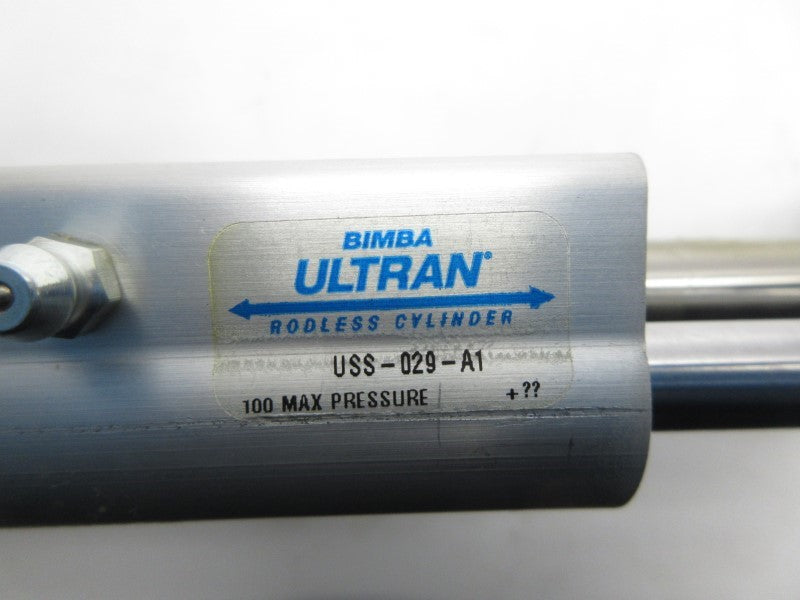 BIMBA
ULTRAN®
RODLESS CYLINDER
USS-029-A1
100 MAX PRESSURE +??